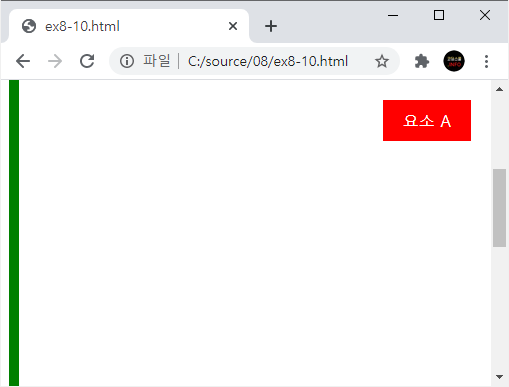 ex8-10.html
파일 C:/source/08/ex8-10.html
요소 A